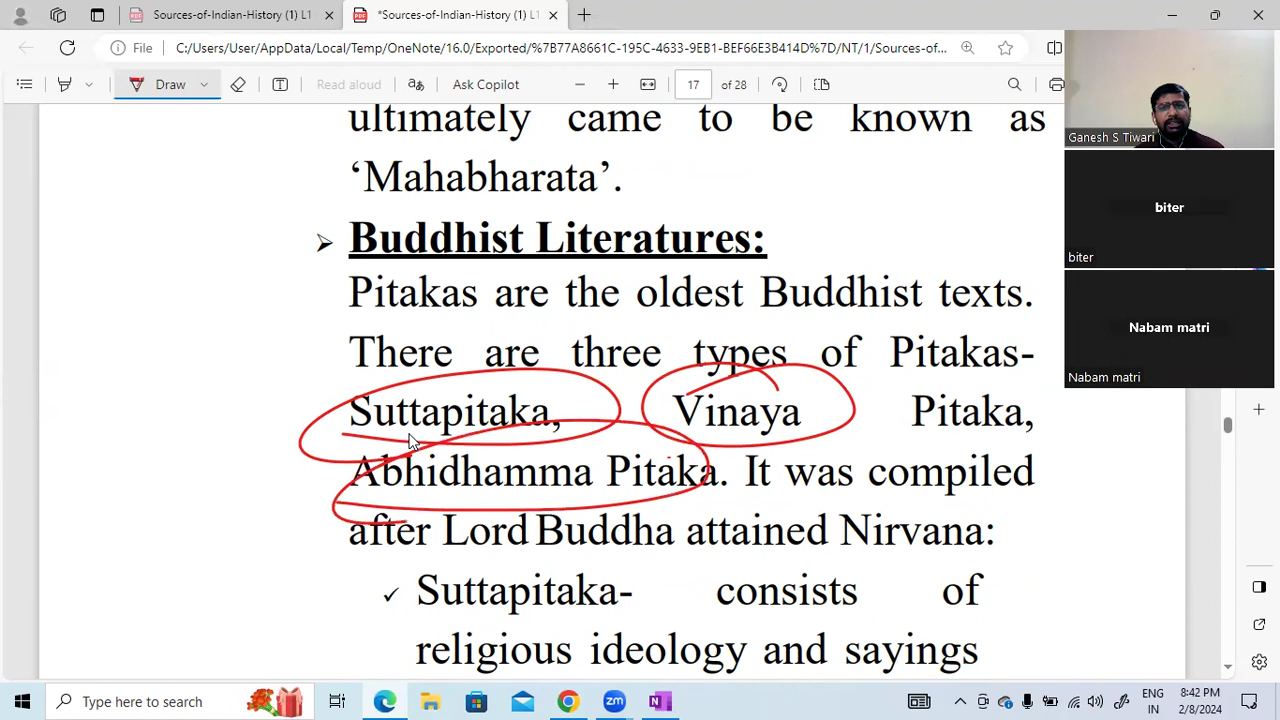 Sources-of-Indian-History (1) L1
*Sources-of-Indian-History (1) L1
File
C:/Users/User/AppData/Local/Temp/OneNote/16.0/Exported/%7B77A8661C-195C-4633-9EB1-BEF66E3B414D%7D/NT/1/Sources-of...
Draw
Read aloud
Ask Copilot
17
of 28
ultimately came to be known as
‘Mahabharata’.
Buddhist Literatures:
Pitakas are the oldest Buddhist texts.
There are three types of Pitakas-
Suttapitaka, Vinaya Pitaka,
Abhidhamma Pitaka. It was compiled
after Lord Buddha attained Nirvana:
Suttapitaka- consists of
religious ideology and sayings
Ganesh S Tiwari
biter
biter
Nabam matri
Nabam matri
Type here to search
zm
N
ENG
IN
8:42 PM
2/8/2024